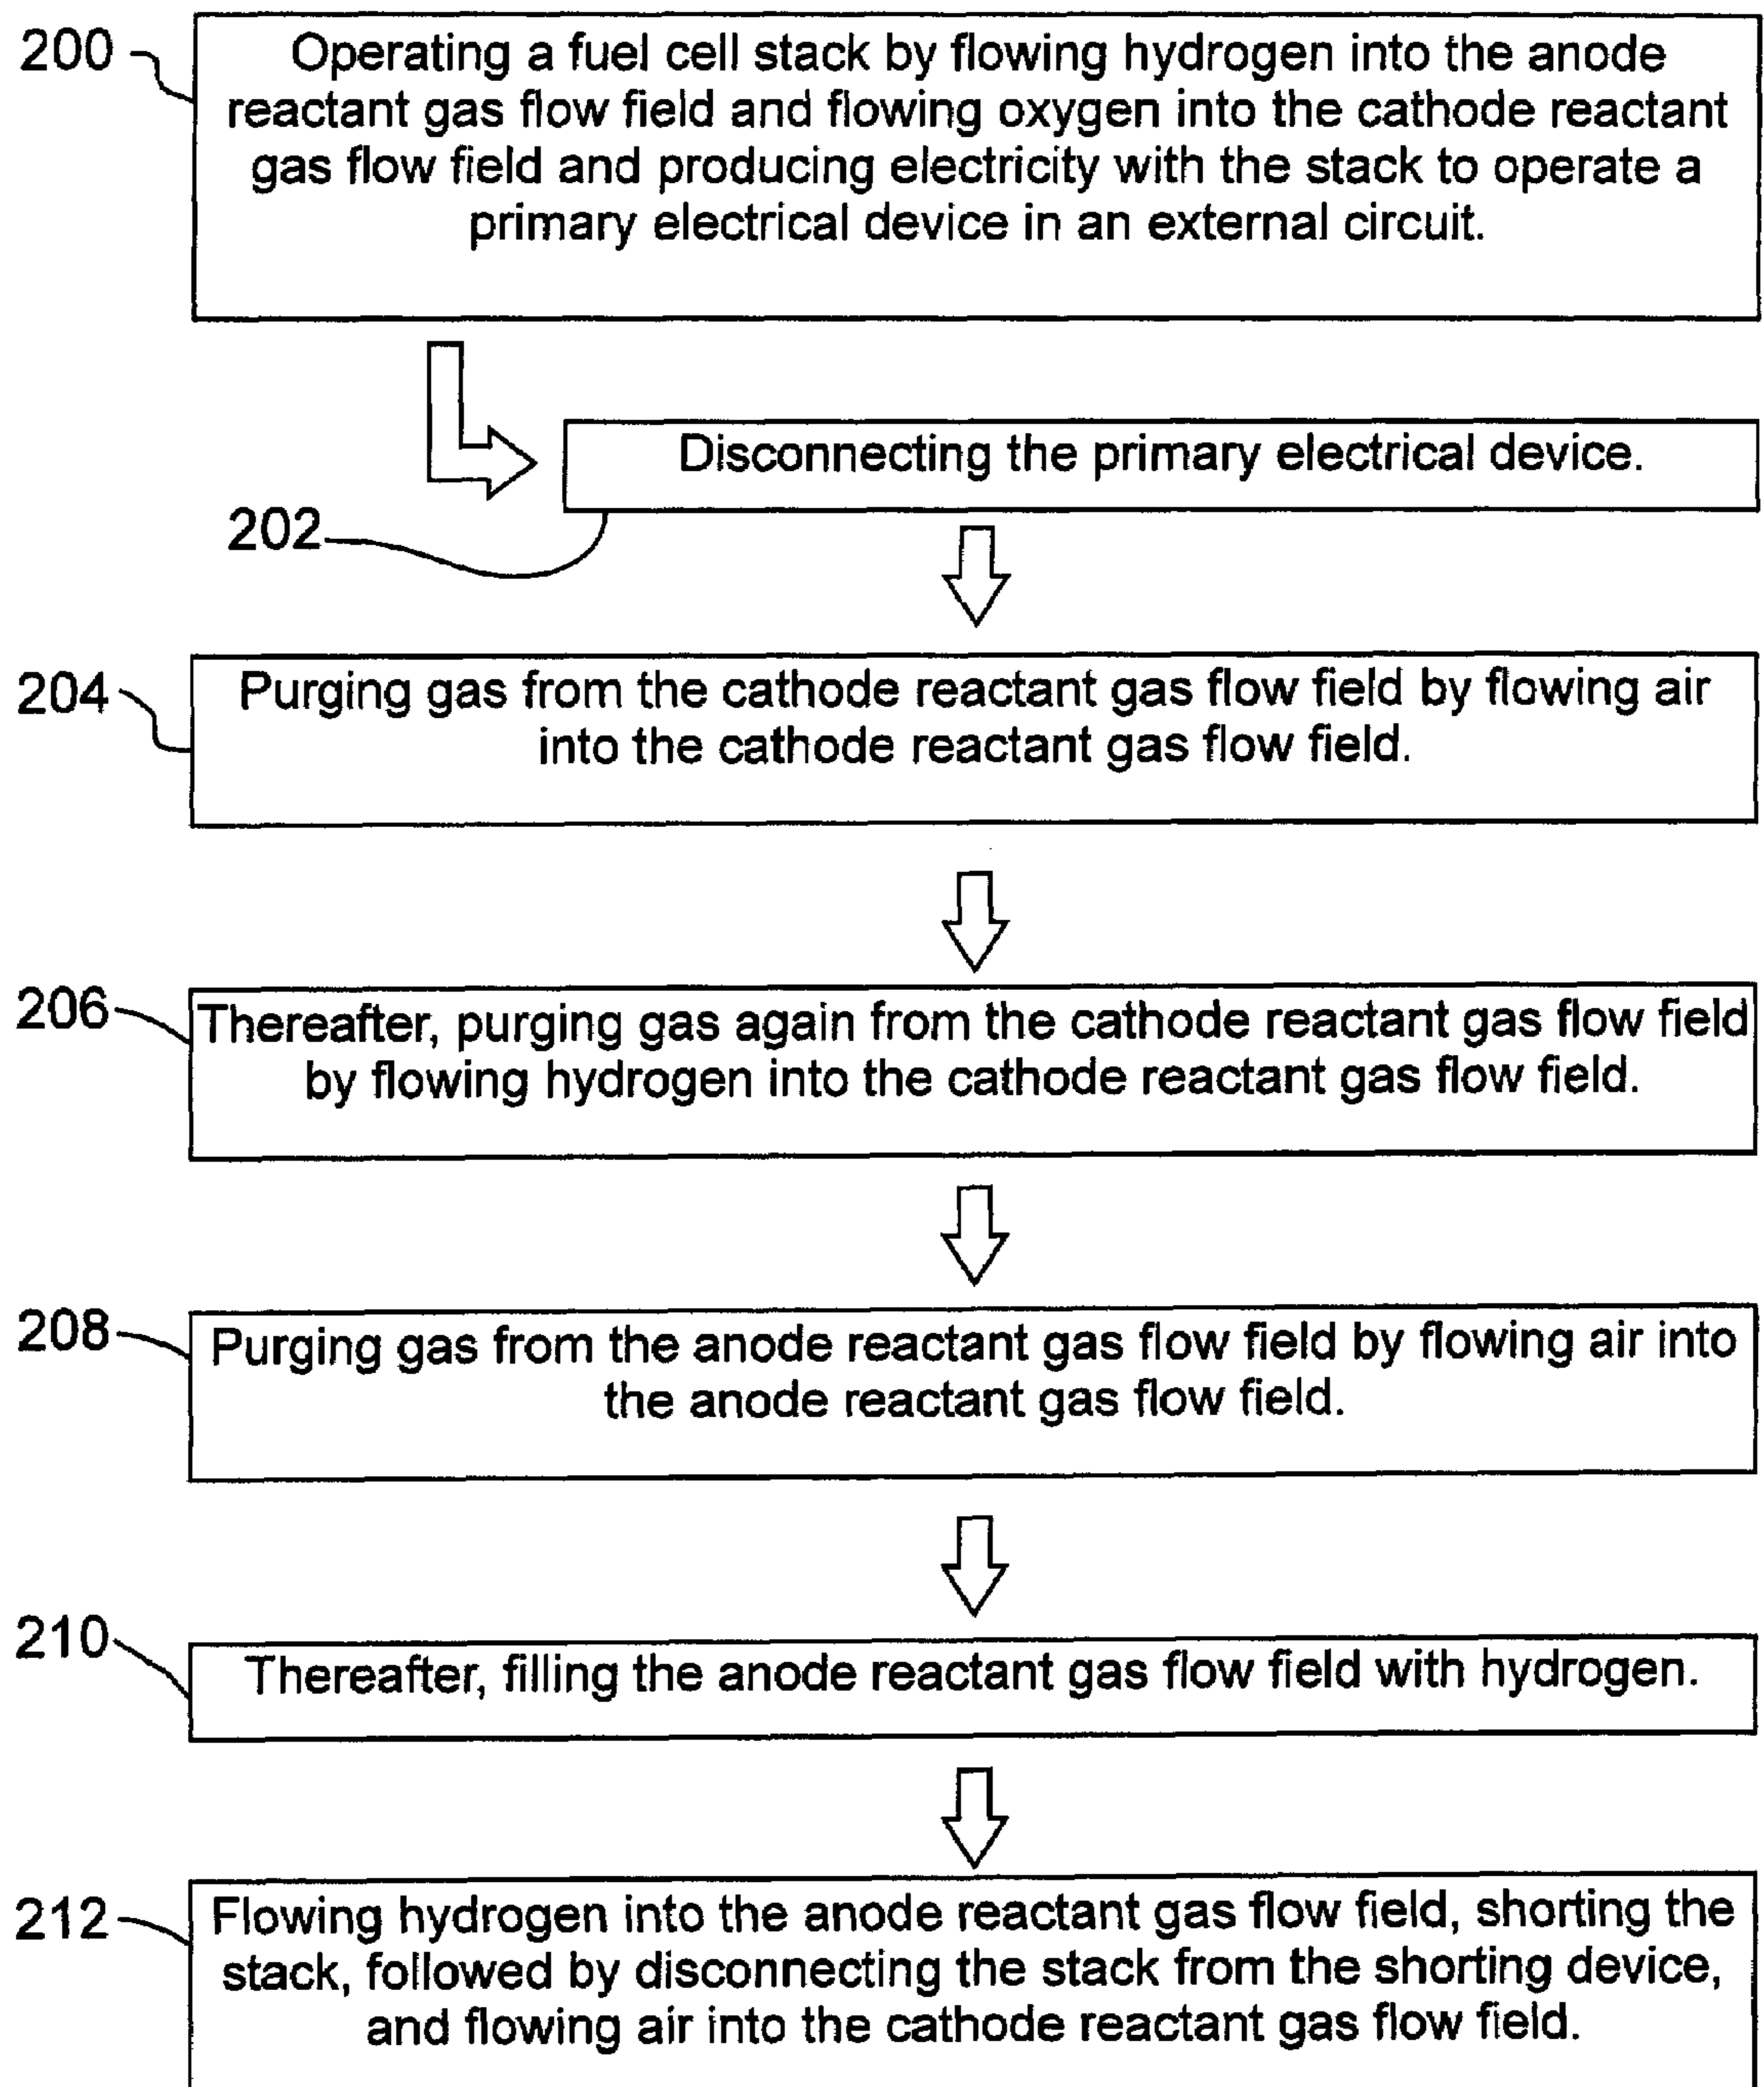 200
Operating a fuel cell stack by flowing hydrogen into the anode
reactant gas flow field and flowing oxygen into the cathode reactant
gas flow field and producing electricity with the stack to operate a
primary electrical device in an external circuit.
Disconnecting the primary electrical device.
202
204
Purging gas from the cathode reactant gas flow field by flowing air
into the cathode reactant gas flow field.
206
Thereafter, purging gas again from the cathode reactant gas flow field
by flowing hydrogen into the cathode reactant gas flow field.
208
Purging gas from the anode reactant gas flow field by flowing air into
the anode reactant gas flow field.
210
Thereafter, filling the anode reactant gas flow field with hydrogen.
212
Flowing hydrogen into the anode reactant gas flow field, shorting the
stack, followed by disconnecting the stack from the shorting device,
and flowing air into the cathode reactant gas flow field.